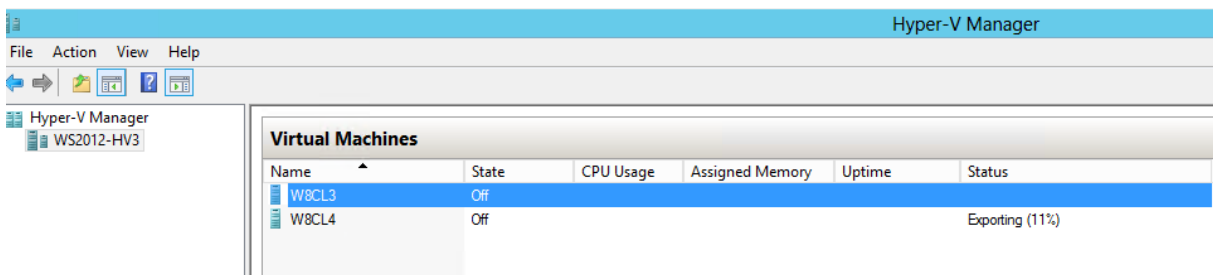 Hyper-V Manager
File Action View Help
Hyper-V Manager
WS2012-HV3
Virtual Machines
Name State CPU Usage Assigned Memory Uptime Status
W8CL3 Off
W8CL4 Off Exporting (11%)